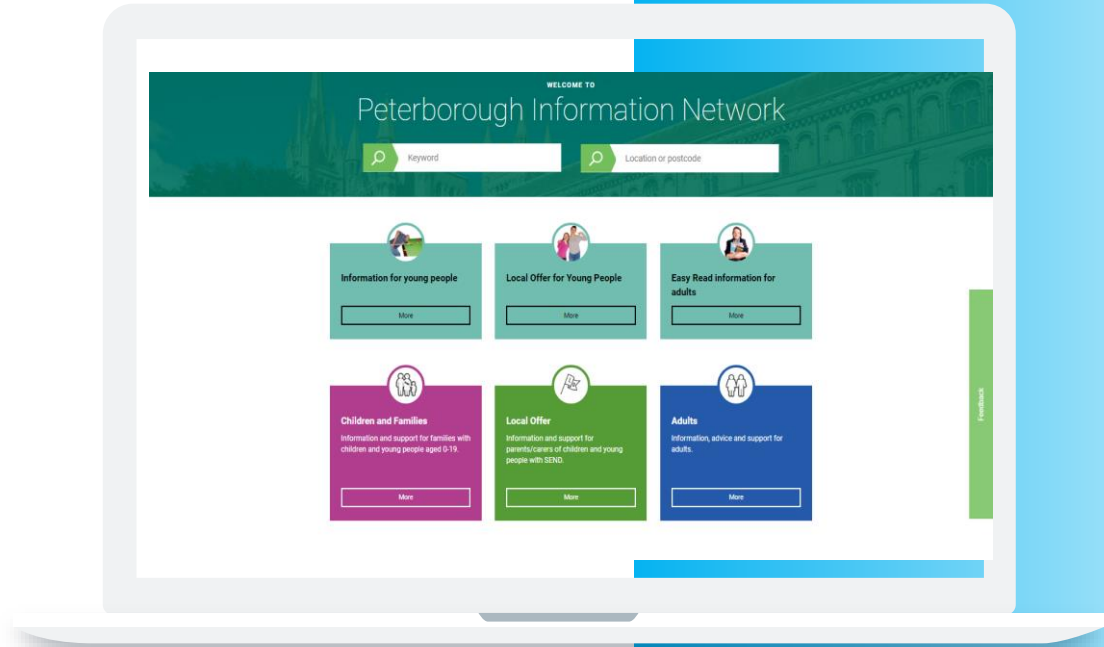 WELCOME TO
Peterborough Information Network
Keyword
Location or postcode
Information for young people
More
Local Offer for Young People
More
Easy Read information for
adults
More
Children and Families
Information and support for families with
children and young people aged 0-19.
More
Local Offer
Information and support for
parents/carers of children and young
people with SEND.
More
Adults
Information, advice and support for
adults.
More
Feedback